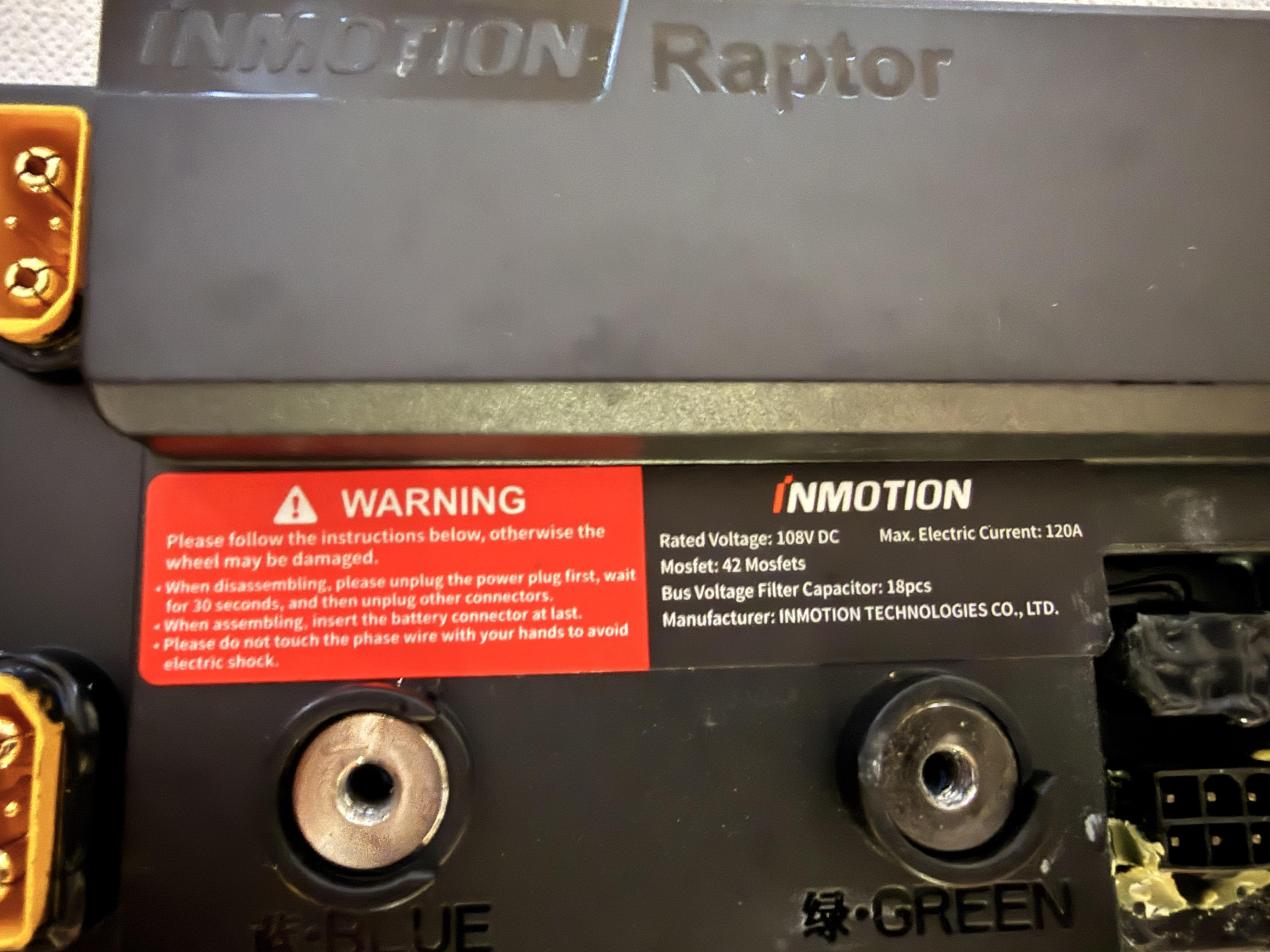 INMOTION Raptor
WARNING
Please follow the instructions below, otherwise the
wheel may be damaged.
• When disassembling, please unplug the power plug first, wait
for 30 seconds, and then unplug other connectors.
• When assembling, insert the battery connector at last.
• Please do not touch the phase wire with your hands to avoid
electric shock.
INMOTION
Rated Voltage: 108V DC Max. Electric Current: 120A
Mosfet: 42 Mosfets
Bus Voltage Filter Capacitor: 18pcs
Manufacturer: INMOTION TECHNOLOGIES CO., LTD.
蓝·BLUE
绿·GREEN